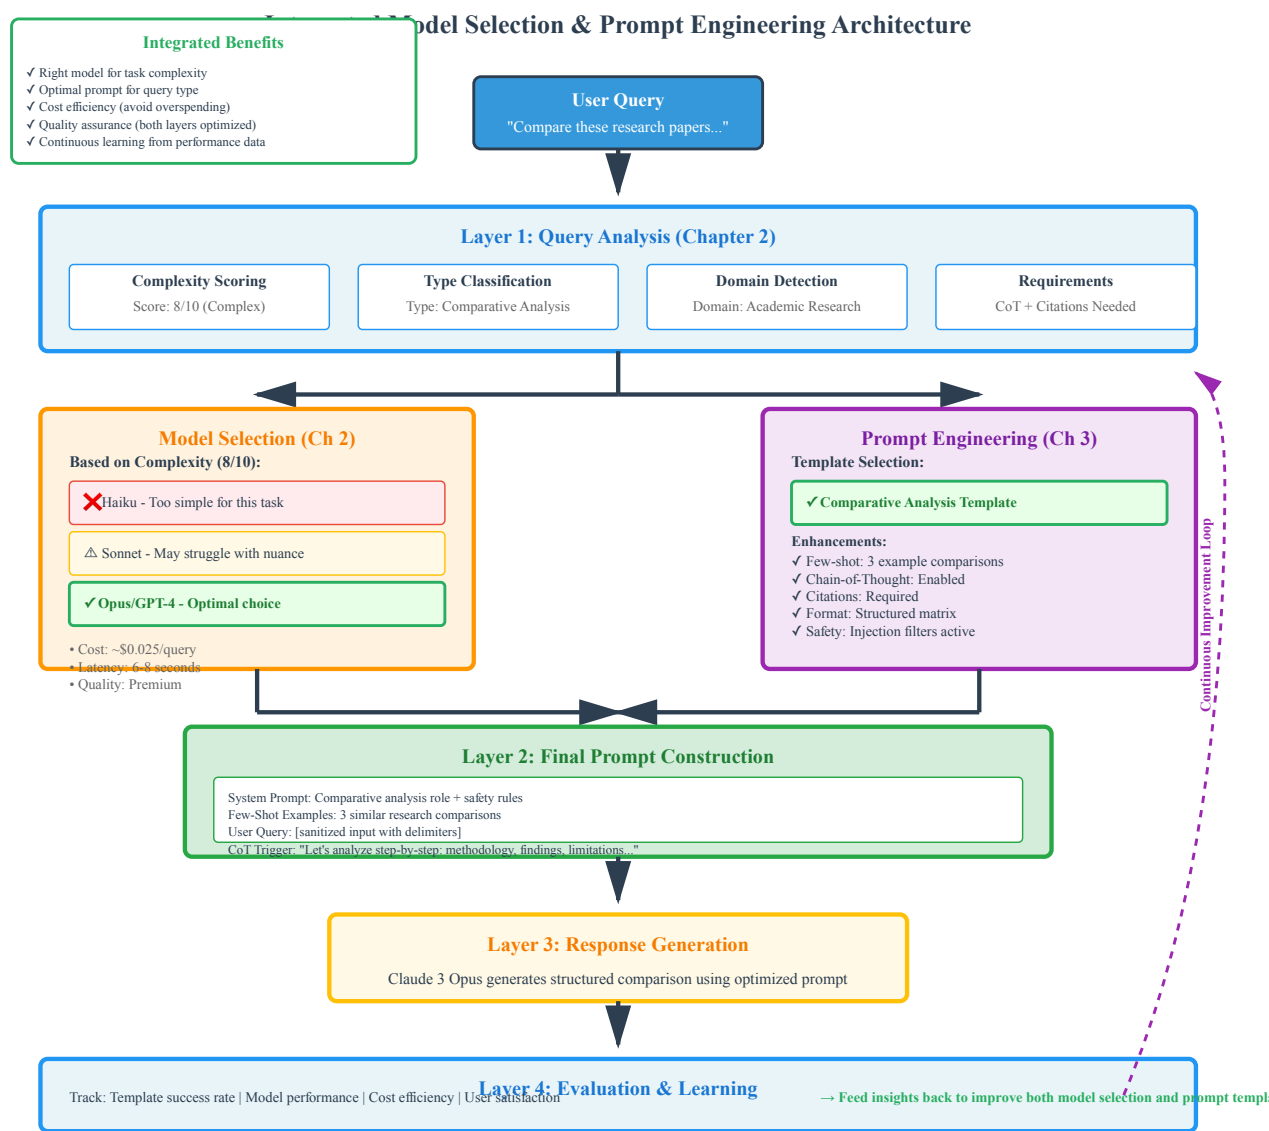 Model Selection & Prompt Engineering Architecture
Integrated Benefits
✓ Right model for task complexity
✓ Optimal prompt for query type
✓ Cost efficiency (avoid overspending)
✓ Quality assurance (both layers optimized)
✓ Continuous learning from performance data
User Query
"Compare these research papers..."
Layer 1: Query Analysis (Chapter 2)
Complexity Scoring
Score: 8/10 (Complex)
Type Classification
Type: Comparative Analysis
Domain Detection
Domain: Academic Research
Requirements
CoT + Citations Needed
Model Selection (Ch 2)
Based on Complexity (8/10):
❌Haiku - Too simple for this task
⚠ Sonnet - May struggle with nuance
✓Opus/GPT-4 - Optimal choice
• Cost: ~$0.025/query
• Latency: 6-8 seconds
• Quality: Premium
Prompt Engineering (Ch 3)
Template Selection:
✓Comparative Analysis Template
Enhancements:
✓ Few-shot: 3 example comparisons
✓ Chain-of-Thought: Enabled
✓ Citations: Required
✓ Format: Structured matrix
✓ Safety: Injection filters active
Continuous Improvement Loop
Layer 2: Final Prompt Construction
System Prompt: Comparative analysis role + safety rules
Few-Shot Examples: 3 similar research comparisons
User Query: [sanitized input with delimiters]
CoT Trigger: "Let's analyze step-by-step: methodology, findings, limitations..."
Layer 3: Response Generation
Claude 3 Opus generates structured comparison using optimized prompt
Layer 4: Evaluation & Learning
Track: Template success rate | Model performance | Cost efficiency | User satisfaction
→ Feed insights back to improve both model selection and prompt templ